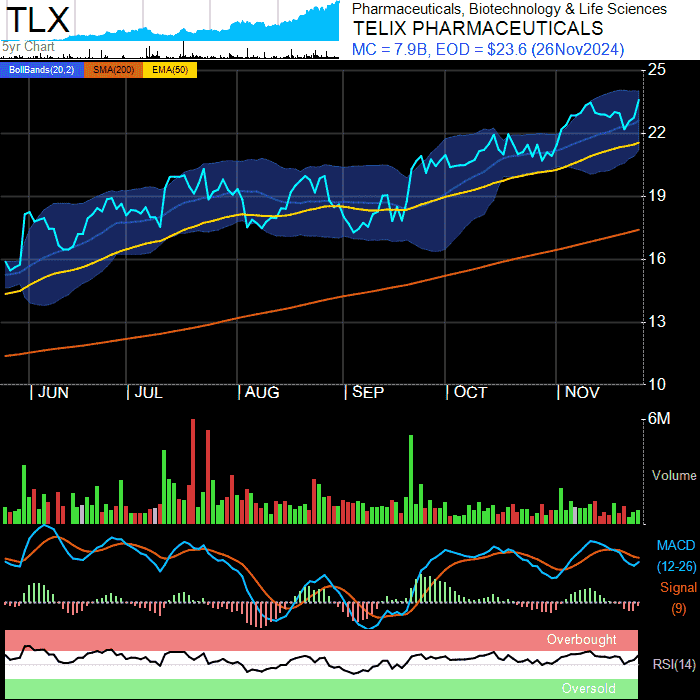 TLX
Pharmaceuticals, Biotechnology & Life Sciences
TELIX PHARMACEUTICALS
MC = 7.9B, EOD = $23.6 (26Nov2024)
5yr Chart
BollBands(20,2) SMA(200) EMA(50)
25
22
19
16
13
10
JUN JUL AUG SEP OCT NOV
6M
Volume
MACD
(12-26)
Signal
(9)
Overbought
RSI(14)
Oversold